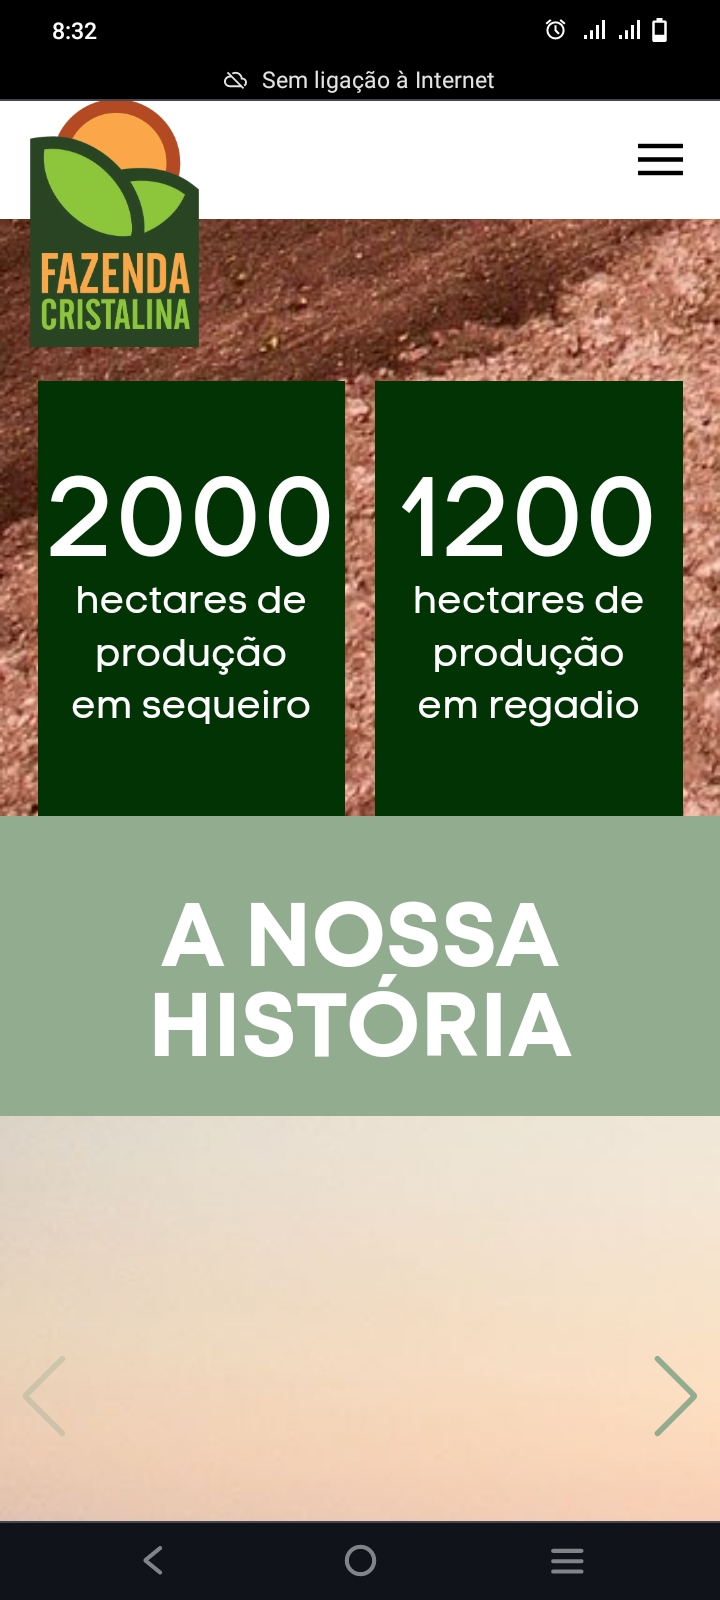 8:32
Sem ligação à Internet
FAZENDA
CRISTALINA
2000
hectares de
produção
em sequeiro
1200
hectares de
produção
em regadio
A NOSSA
HISTÓRIA